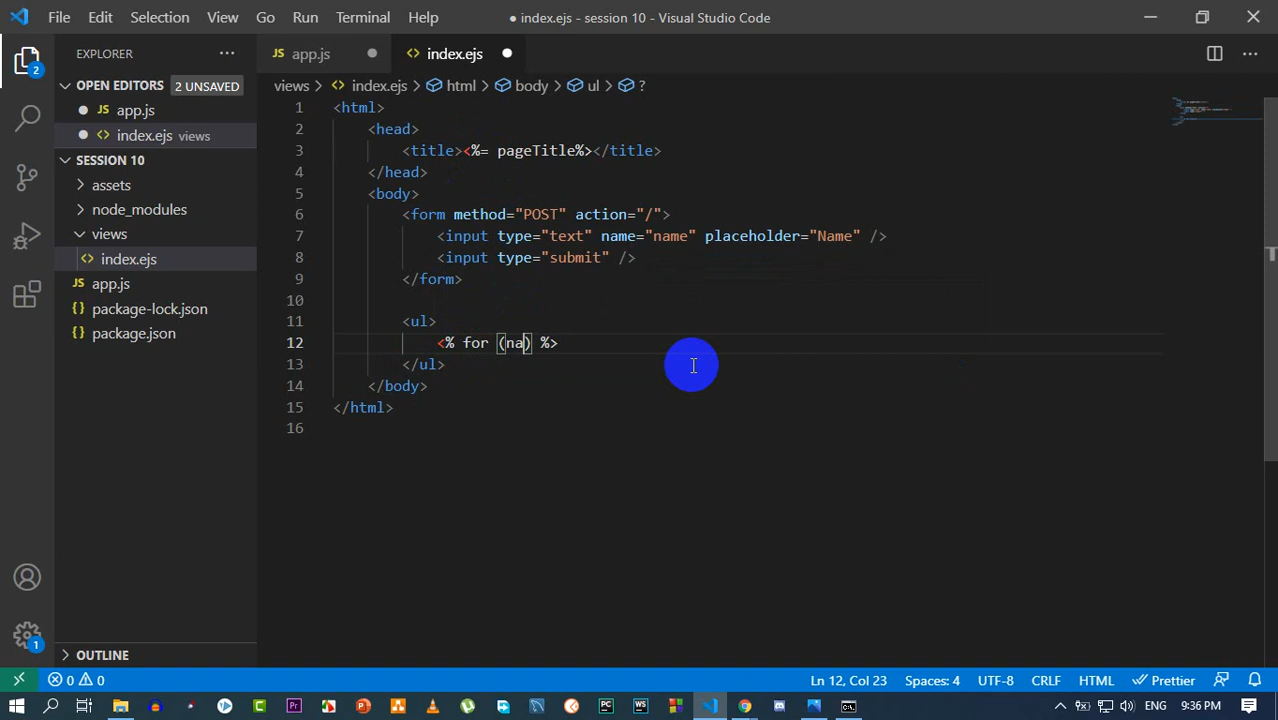 File Edit Selection View Go Run Terminal Help ● index.ejs - session 10 - Visual Studio Code
EXPLORER ··· JS app.js <> index.ejs
OPEN EDITORS 2 UNSAVED
views > <> index.ejs > html > body > ul > ?
JS app.js
<> index.ejs views
SESSION 10
assets
node_modules
views
<> index.ejs
JS app.js
{} package-lock.json
{} package.json
OUTLINE
2
1
1 <html>
2 <head>
3 <title><%= pageTitle%></title>
4 </head>
5 <body>
6 <form method="POST" action="/">
7 <input type="text" name="name" placeholder="Name" />
8 <input type="submit" />
9 </form>
10
11 <ul>
12 <% for (na) %>
13 </ul>
14 </body>
15 </html>
16
0 0 Ln 12, Col 23 Spaces: 4 UTF-8 CRLF HTML Prettier
ENG 9:36 PM